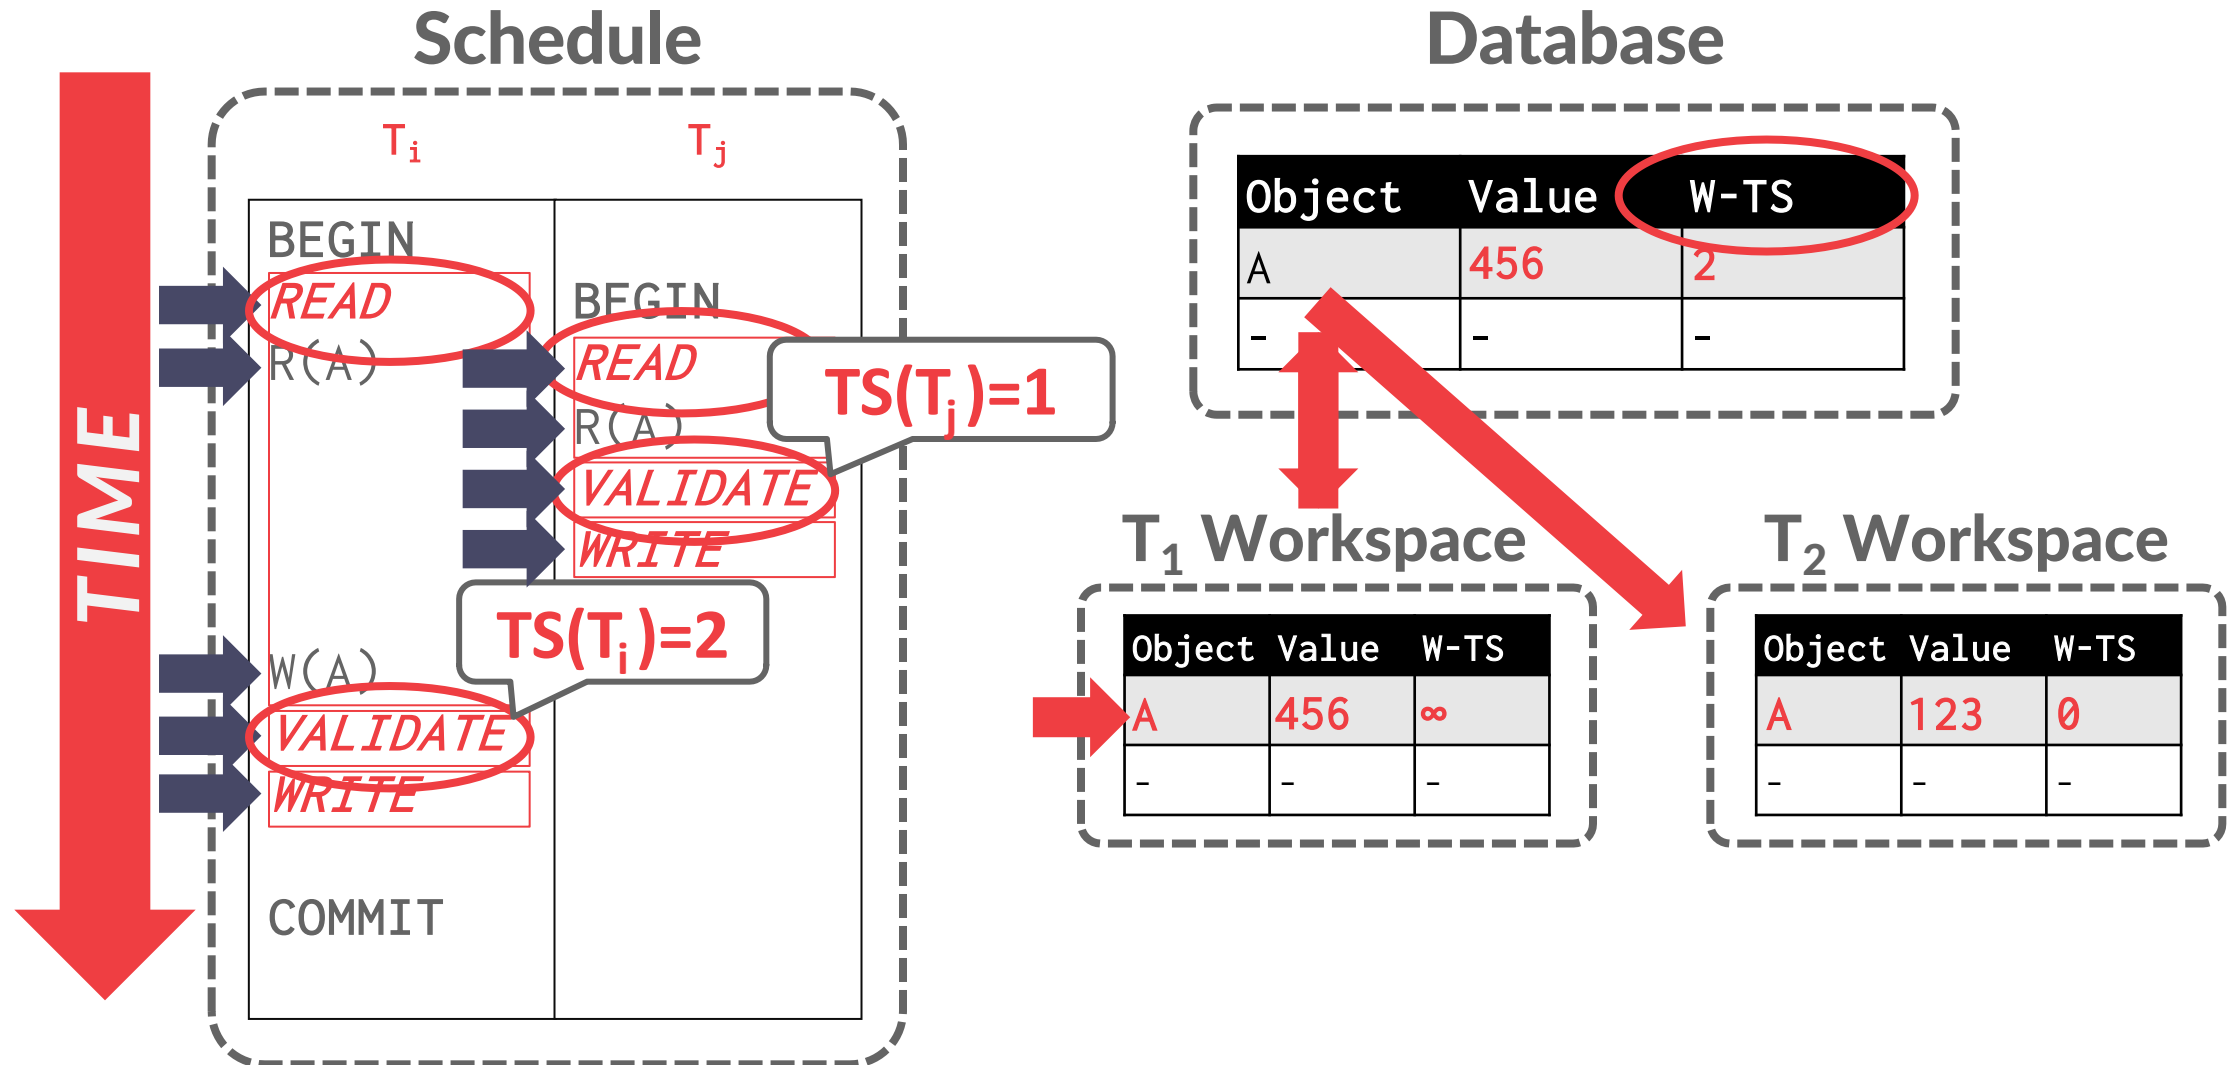 Schedule
Database
TIME
Ti
Tj
BEGIN
READ
R(A)
W(A)
VALIDATE
WRITE
COMMIT
BEGIN
READ
R(A)
VALIDATE
WRITE
TS(Tj)=1
TS(Ti)=2
Object Value W-TS
A 456 2
- - -
T1 Workspace
Object Value W-TS
A 456 ∞
- - -
T2 Workspace
Object Value W-TS
A 123 0
- - -